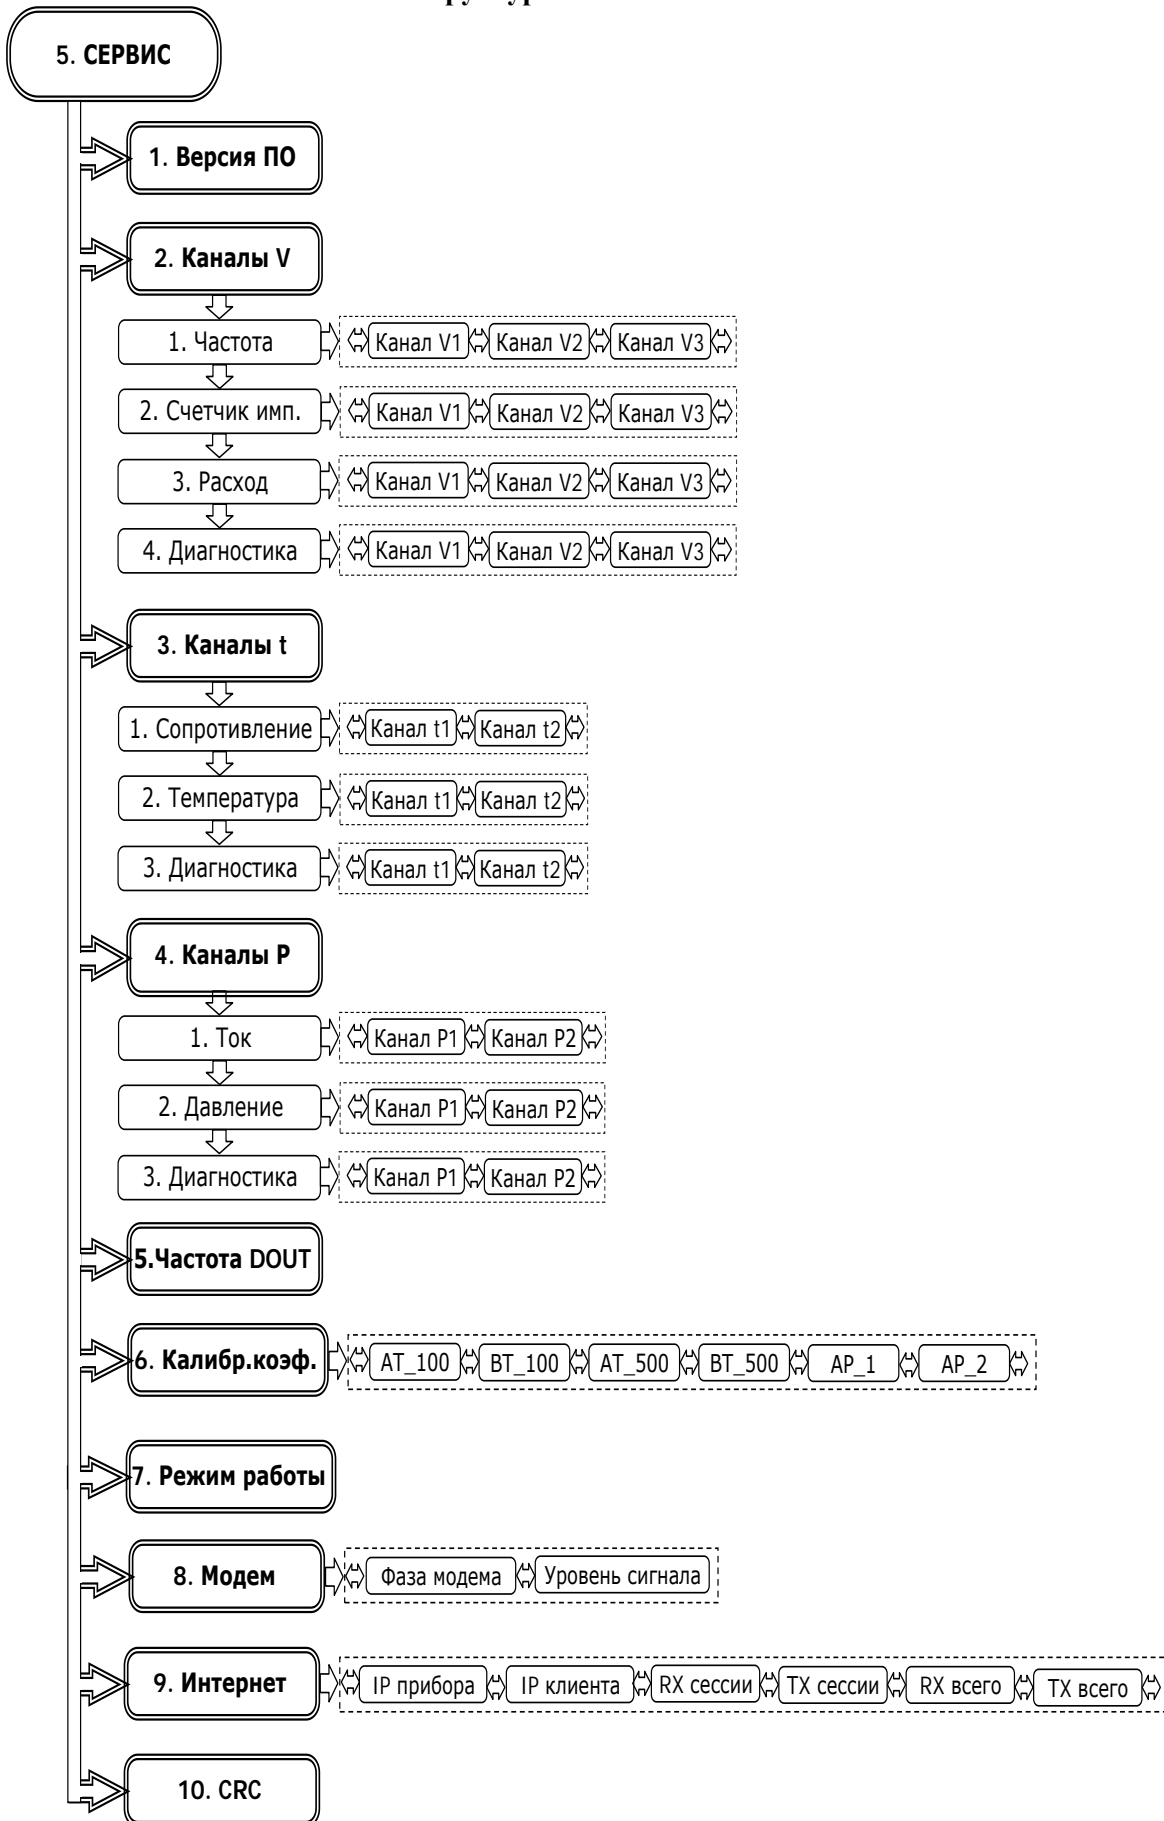 5. СЕРВИС
1. Версия ПО
2. Каналы V
1. Частота Канал V1 Канал V2 Канал V3
2. Счетчик имп. Канал V1 Канал V2 Канал V3
3. Расход Канал V1 Канал V2 Канал V3
4. Диагностика Канал V1 Канал V2 Канал V3
3. Каналы t
1. Сопротивление Канал t1 Канал t2
2. Температура Канал t1 Канал t2
3. Диагностика Канал t1 Канал t2
4. Каналы P
1. Ток Канал P1 Канал P2
2. Давление Канал P1 Канал P2
3. Диагностика Канал P1 Канал P2
5.Частота DOUT
6. Калибр.коэф. AT_100 BT_100 AT_500 BT_500 AP_1 AP_2
7. Режим работы
8. Модем Фаза модема Уровень сигнала
9. Интернет IP прибора IP клиента RX сессии TX сессии RX всего TX всего
10. CRC